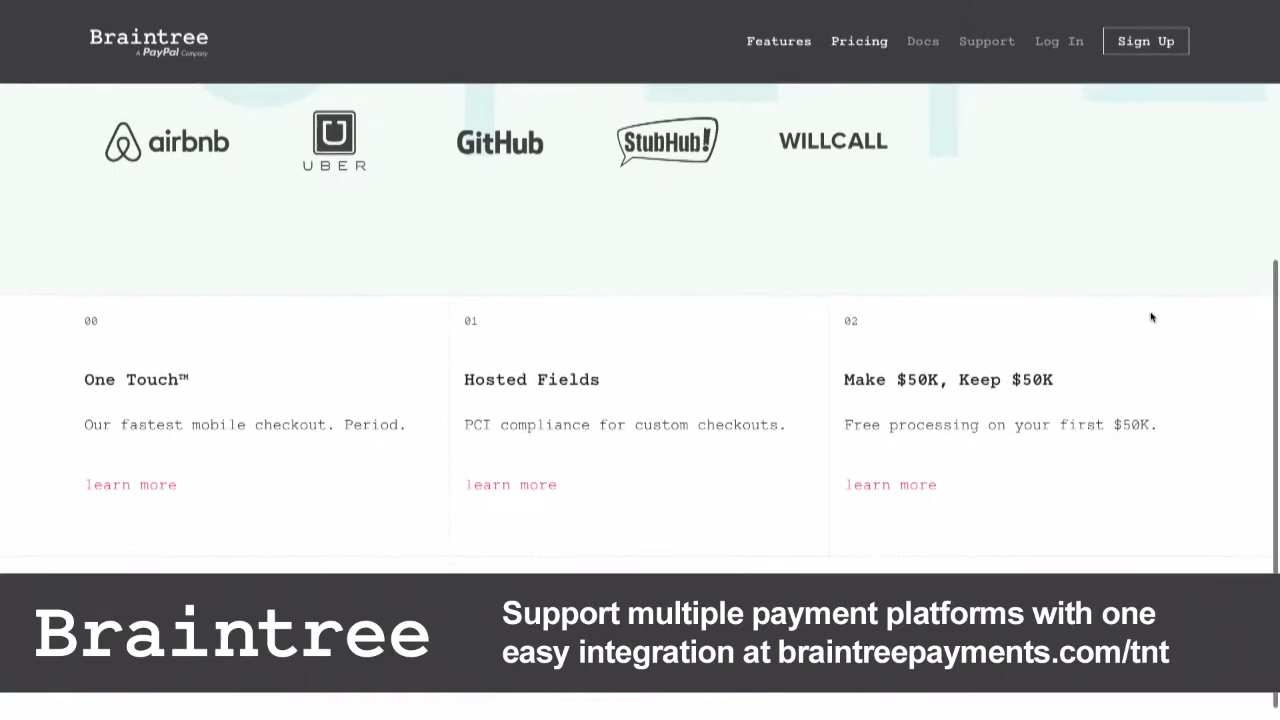 Braintree
A PayPal Company
Features Pricing Docs Support Log In Sign Up
airbnb UBER GitHub StubHub! WILLCALL
00 01 02
One Touch™ Hosted Fields Make $50K, Keep $50K
Our fastest mobile checkout. Period. PCI compliance for custom checkouts. Free processing on your first $50K.
learn more learn more learn more
Braintree
Support multiple payment platforms with one
easy integration at braintreepayments.com/tnt